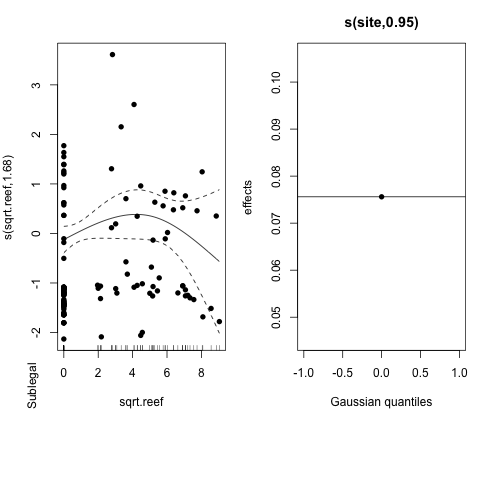 s(site,0.95)
s(sqrt.reef,1.68)
3
2
1
0
-1
-2
0 2 4 6 8
sqrt.reef
Sublegal
effects
0.10
0.09
0.08
0.07
0.06
0.05
-1.0 -0.5 0.0 0.5 1.0
Gaussian quantiles